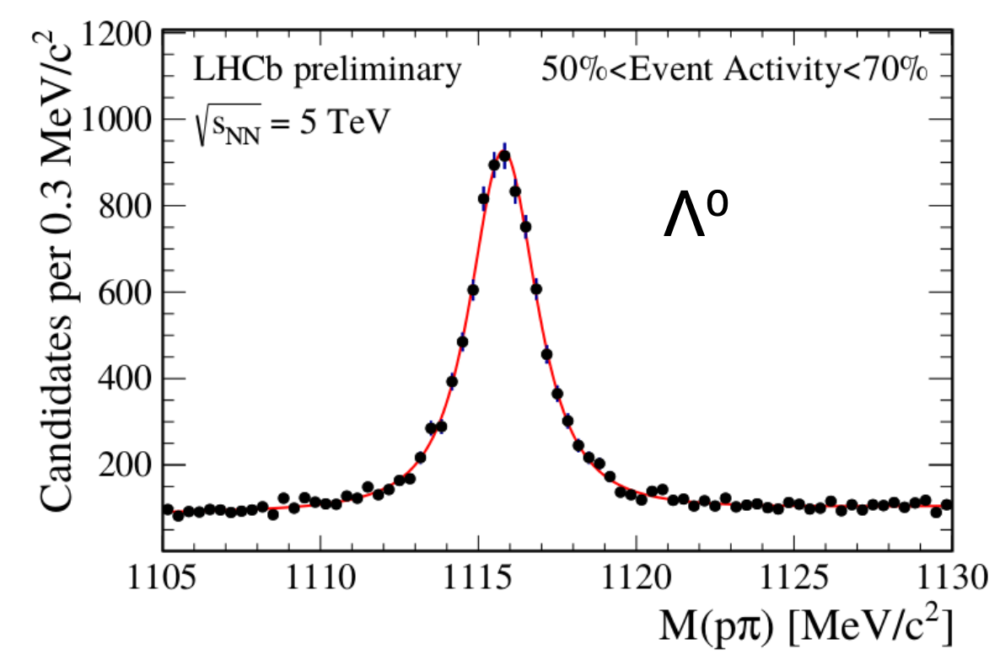 Candidates per 0.3 MeV/c²
1200
1000
800
600
400
200
LHCb preliminary
50%<Event Activity<70%
√sNN = 5 TeV
Λ⁰
1105 1110 1115 1120 1125 1130
M(pπ) [MeV/c²]